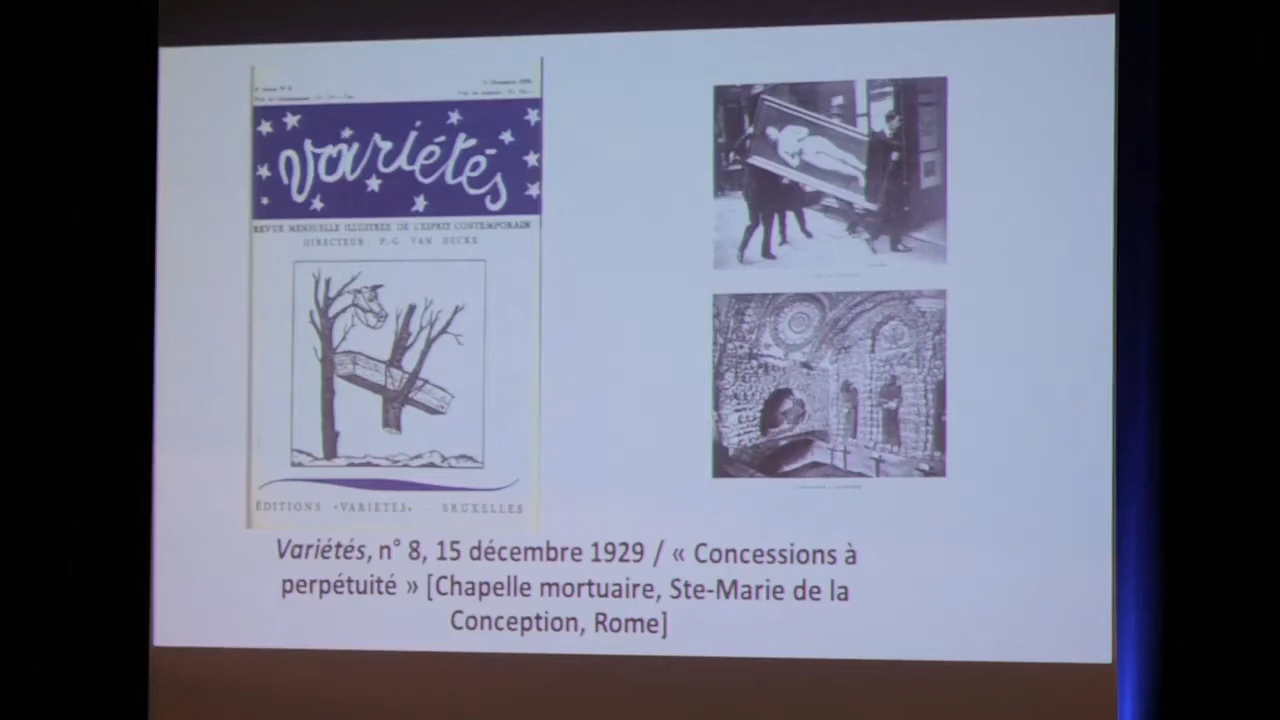 variétés
REVUE MENSUELLE ILLUSTRÉE DE L'ESPRIT CONTEMPORAIN
DIRECTEUR: P.-G. VAN HECKE
ÉDITIONS «VARIÉTÉS» - BRUXELLES
Variétés, n° 8, 15 décembre 1929 / « Concessions à
perpétuité » [Chapelle mortuaire, Ste-Marie de la
Conception, Rome]